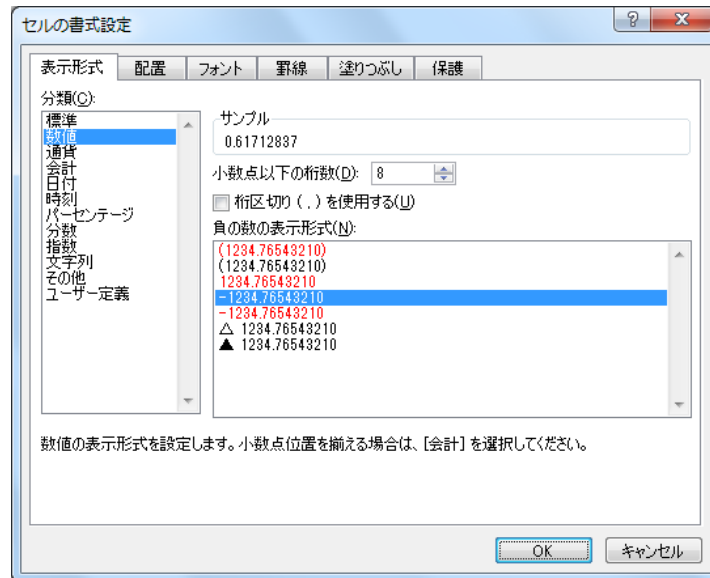 セルの書式設定
表示形式 配置 フォント 罫線 塗りつぶし 保護
分類(C):
標準
数値
通貨
会計
日付
時刻
パーセンテージ
分数
指数
文字列
その他
ユーザー定義
サンプル
0.61712837
小数点以下の桁数(D): 8
桁区切り ( , ) を使用する(U)
負の数の表示形式(N):
(1234.76543210)
(1234.76543210)
1234.76543210
-1234.76543210
-1234.76543210
△ 1234.76543210
▲ 1234.76543210
数値の表示形式を設定します。小数点位置を揃える場合は、[会計] を選択してください。
OK キャンセル